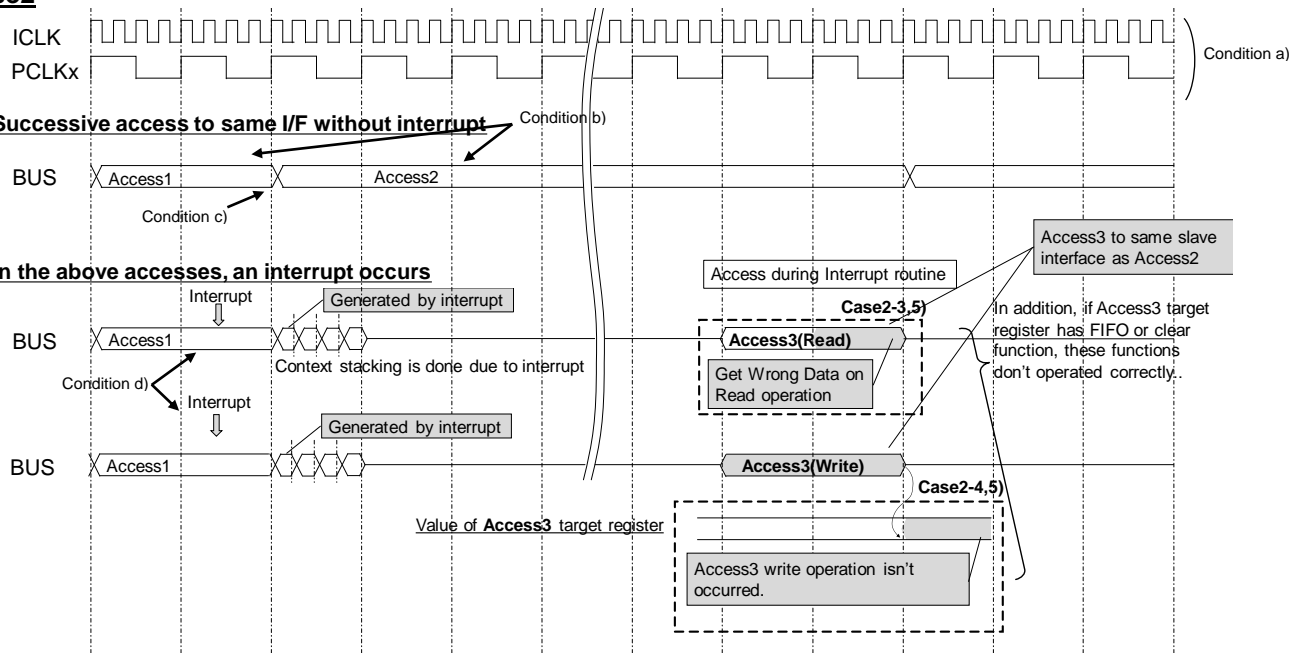 ICLK
PCLKx
Condition a)
Successive access to same I/F without interrupt
Condition b)
BUS
Access1
Access2
Condition c)
Access3 to same slave
interface as Access2
n the above accesses, an interrupt occurs
Access during Interrupt routine
Interrupt
Generated by interrupt
Case2-3,5)
In addition, if Access3 target
register has FIFO or clear
function, these functions
don't operated correctly..
BUS
Access1
Access3(Read)
Context stacking is done due to interrupt
Condition d)
Get Wrong Data on
Read operation
Interrupt
Generated by interrupt
BUS
Access1
Access3(Write)
Case2-4,5)
Value of Access3 target register
Access3 write operation isn't
occurred.